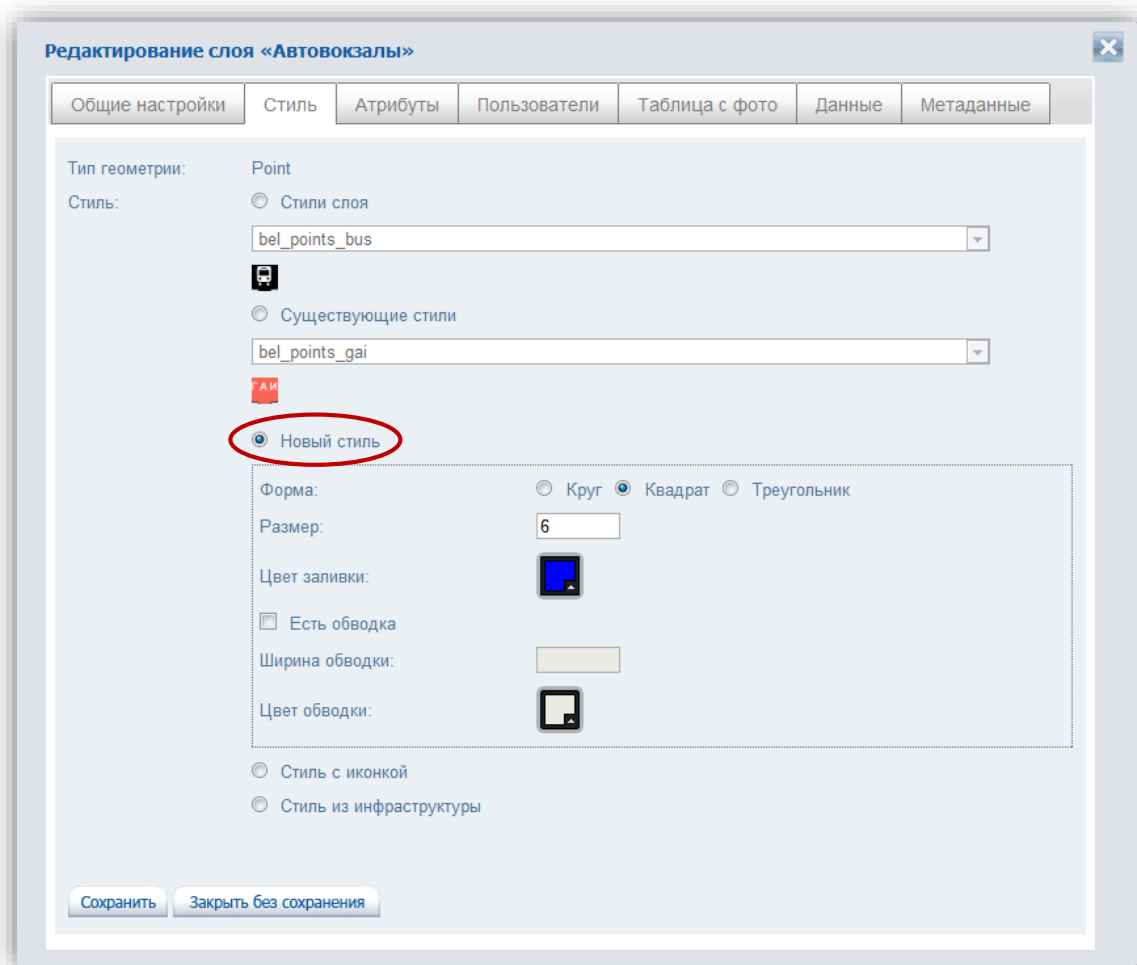 Редактирование слоя «Автовокзалы»
Общие настройки Стиль Атрибуты Пользователи Таблица с фото Данные Метаданные
Тип геометрии: Point
Стиль: Стили слоя
bel_points_bus
Существующие стили
bel_points_gai
ГАИ
Новый стиль
Форма: Круг Квадрат Треугольник
Размер: 6
Цвет заливки:
Есть обводка
Ширина обводки:
Цвет обводки:
Стиль с иконкой
Стиль из инфраструктуры
Сохранить Закрыть без сохранения